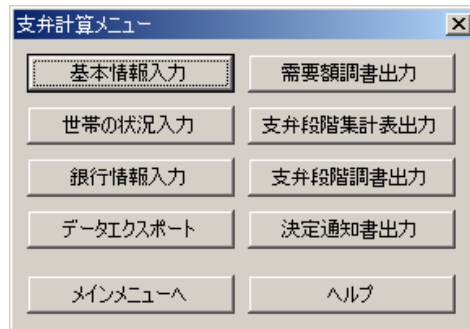 支弁計算メニュー
基本情報入力
需要額調書出力
世帯の状況入力
支弁段階集計表出力
銀行情報入力
支弁段階調書出力
データエクスポート
決定通知書出力
メインメニューへ
ヘルプ